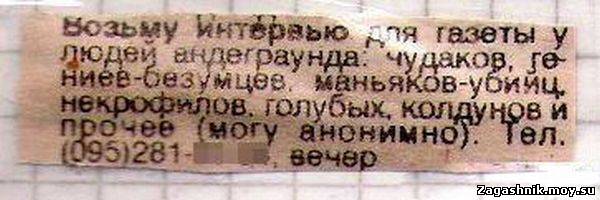 Возьму интервью для газеты у
людей андеграунда: чудаков, ге-
ниев-безумцев, маньяков-убийц,
некрофилов, голубых, колдунов и
прочее (могу анонимно). Тел.
(095)281- , вечер
Zagashnik.moy.su